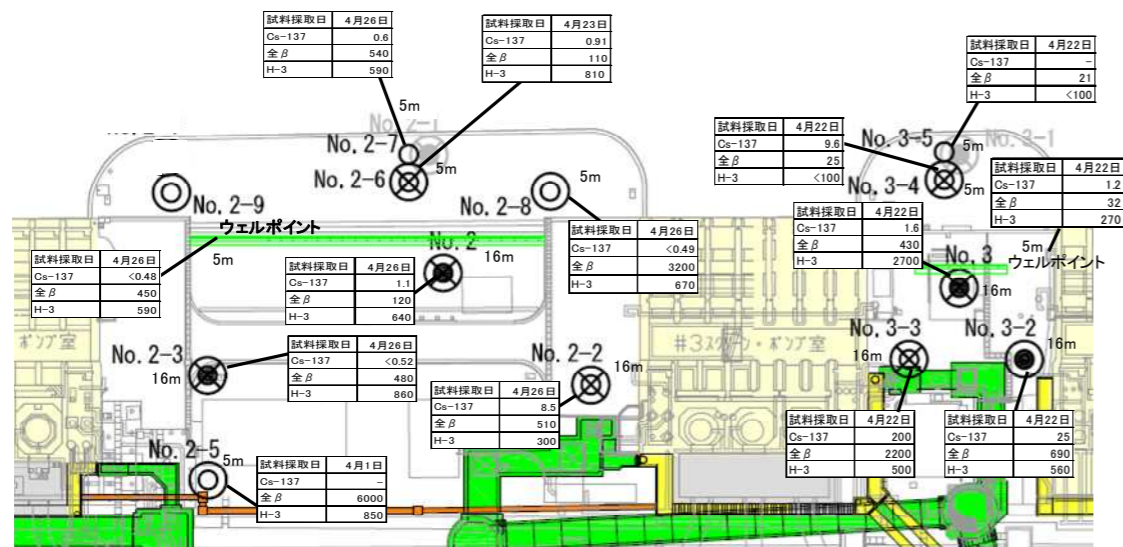 試料採取日 4月26日
Cs-137 0.6
全β 540
H-3 590
試料採取日 4月23日
Cs-137 0.91
全β 110
H-3 810
試料採取日 4月22日
Cs-137 -
全β 21
H-3 <100
5m
No. 2-1
No. 2-7
5m
No. 2-6
試料採取日 4月22日
Cs-137 9.6
全β 25
H-3 <100
No. 3-5
5m
No. 3-1
No. 3-4
5m
試料採取日 4月22日
Cs-137 1.2
全β 32
H-3 270
No. 2-9
5m
No. 2-8
ウェルポイント
5m
試料採取日 4月26日
Cs-137 <0.48
全β 450
H-3 590
No. 2
16m
試料採取日 4月26日
Cs-137 1.1
全β 120
H-3 640
試料採取日 4月26日
Cs-137 <0.49
全β 3200
H-3 670
試料採取日 4月22日
Cs-137 1.6
全β 430
H-3 2700
No. 3
5m
ウェルポイント
16m
ポンプ室
No. 2-3
16m
試料採取日 4月26日
Cs-137 <0.52
全β 480
H-3 860
No. 2-2
16m
#3スクリーン・ポンプ室
No. 3-3
16m
No. 3-2
16m
試料採取日 4月26日
Cs-137 8.5
全β 510
H-3 300
試料採取日 4月22日
Cs-137 200
全β 2200
H-3 500
試料採取日 4月22日
Cs-137 25
全β 690
H-3 560
No. 2-5
5m
試料採取日 4月1日
Cs-137 -
全β 6000
H-3 850